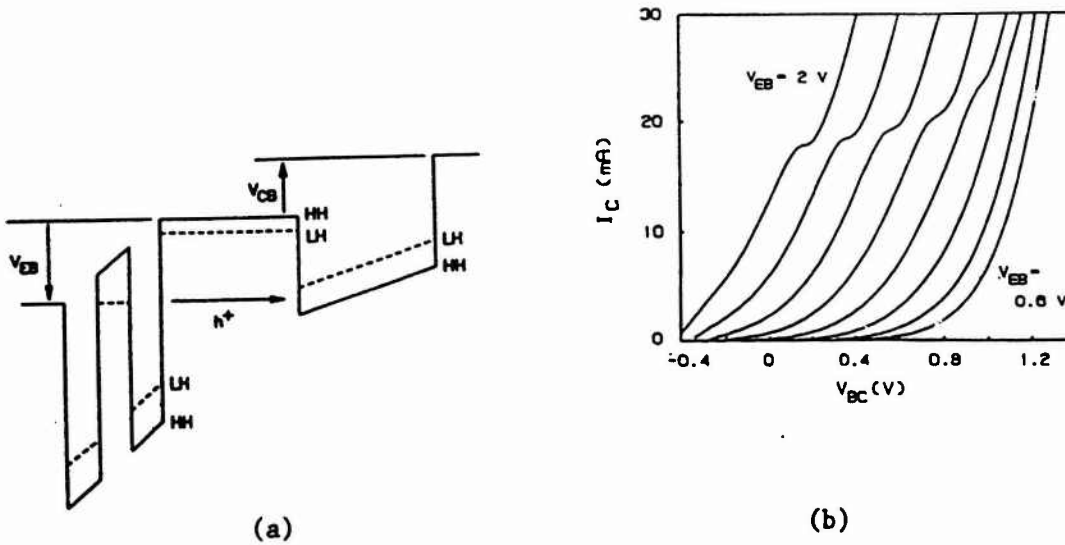 V_CB
HH
LH
LH
HH
V_EB
h+
LH
HH
(a)
30
20
10
0
I_C (mA)
V_EB= 2 V
V_EB=
0.6 V
-0.4
0
0.4
0.8
1.2
V_BC(V)
(b)